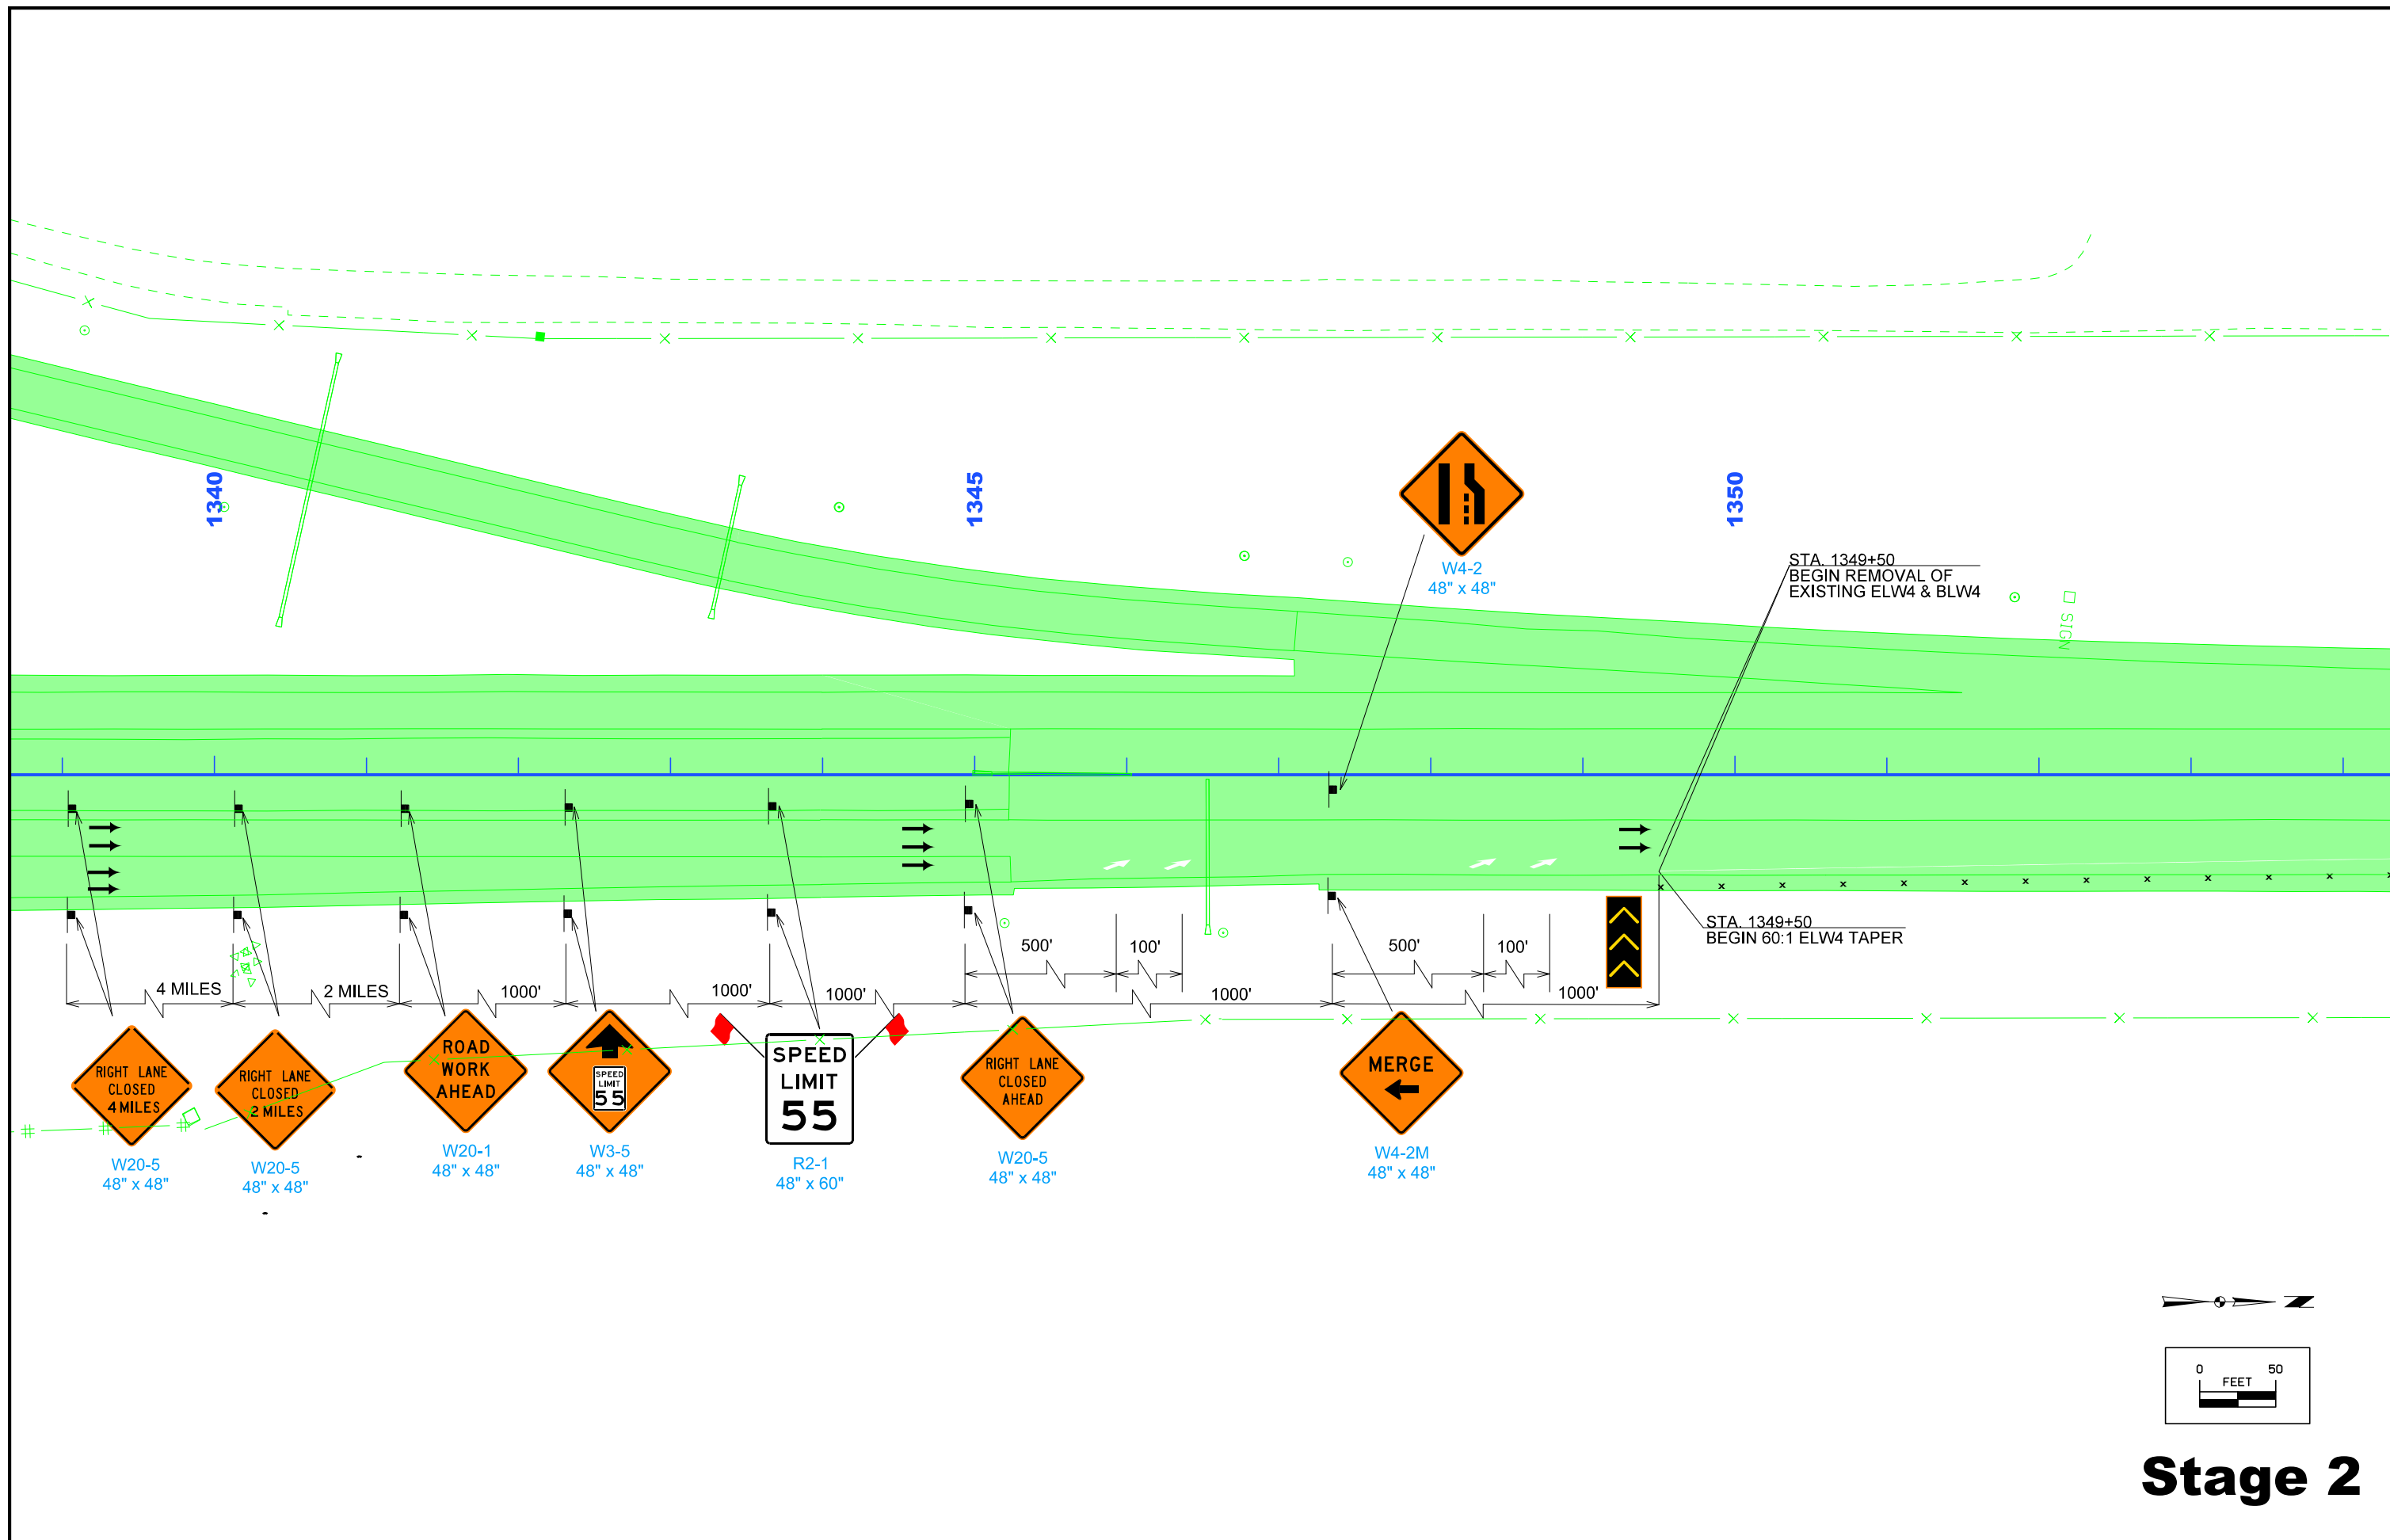 1340
1345
1350
W4-2
48" x 48"
STA. 1349+50
BEGIN REMOVAL OF
EXISTING ELW4 & BLW4
SIGN
STA. 1349+50
BEGIN 60:1 ELW4 TAPER
500'
100'
500'
100'
4 MILES
2 MILES
1000'
1000'
1000'
1000'
1000'
RIGHT LANE
CLOSED
4 MILES
W20-5
48" x 48"
RIGHT LANE
CLOSED
2 MILES
W20-5
48" x 48"
ROAD
WORK
AHEAD
W20-1
48" x 48"
SPEED
LIMIT
55
W3-5
48" x 48"
SPEED
LIMIT
55
R2-1
48" x 60"
RIGHT LANE
CLOSED
AHEAD
W20-5
48" x 48"
MERGE
W4-2M
48" x 48"
N
0 50
FEET
Stage 2